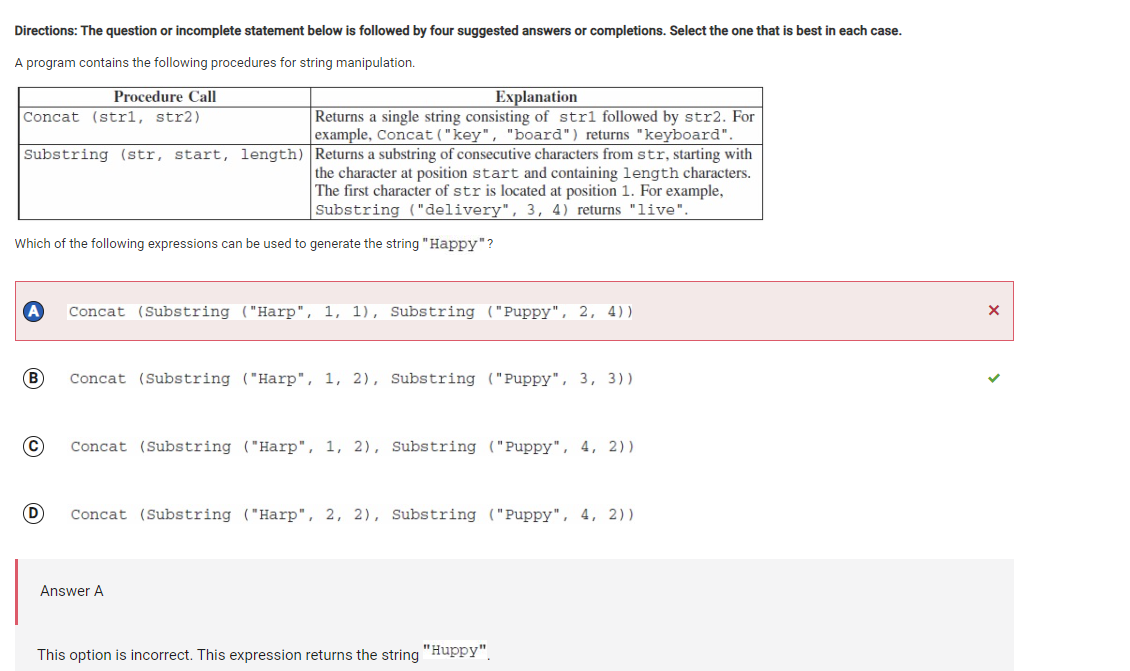 Directions: The question or incomplete statement below is followed by four suggested answers or completions. Select the one that is best in each case.
A program contains the following procedures for string manipulation.
Procedure Call
Explanation
Concat (str1, str2)
Returns a single string consisting of str1 followed by str2. For
example, Concat("key", "board") returns "keyboard".
Substring (str, start, length)
Returns a substring of consecutive characters from str, starting with
the character at position start and containing length characters.
The first character of str is located at position 1. For example,
Substring ("delivery", 3, 4) returns "live".
Which of the following expressions can be used to generate the string "Happy"?
A Concat (Substring ("Harp", 1, 1), Substring ("Puppy", 2, 4))
B Concat (Substring ("Harp", 1, 2), Substring ("Puppy", 3, 3))
C Concat (Substring ("Harp", 1, 2), Substring ("Puppy", 4, 2))
D Concat (Substring ("Harp", 2, 2), Substring ("Puppy", 4, 2))
Answer A
This option is incorrect. This expression returns the string "Huppy".